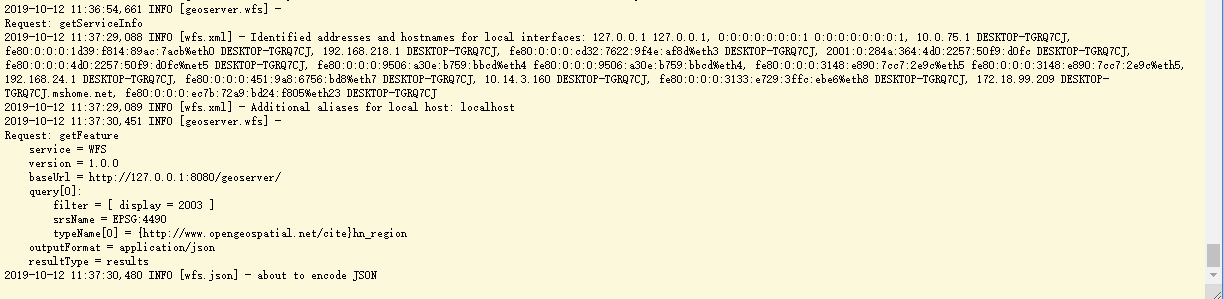 2019-10-12 11:36:54,661 INFO [geoserver.wfs] -
Request: getServiceInfo
2019-10-12 11:37:29,088 INFO [wfs.xml] - Identified addresses and hostnames for local interfaces: 127.0.0.1 127.0.0.1, 0:0:0:0:0:0:0:1 0:0:0:0:0:0:0:1, 10.0.75.1 DESKTOP-TGRQ7CJ,
fe80:0:0:0:1d39:f814:89ac:7acb%eth0 DESKTOP-TGRQ7CJ, 192.168.218.1 DESKTOP-TGRQ7CJ, fe80:0:0:0:cd32:7622:9f4e:af8d%eth3 DESKTOP-TGRQ7CJ, 2001:0:284a:364:4d0:2257:50f9:d0fc DESKTOP-TGRQ7CJ,
fe80:0:0:0:4d0:2257:50f9:d0fc%net5 DESKTOP-TGRQ7CJ, fe80:0:0:0:9506:a30e:b759:bbcd%eth4 fe80:0:0:0:9506:a30e:b759:bbcd%eth4, fe80:0:0:0:3148:e890:7cc7:2e9c%eth5 fe80:0:0:0:3148:e890:7cc7:2e9c%eth5,
192.168.24.1 DESKTOP-TGRQ7CJ, fe80:0:0:0:451:9a8:6756:bd8%eth7 DESKTOP-TGRQ7CJ, 10.14.3.160 DESKTOP-TGRQ7CJ, fe80:0:0:0:3133:e729:3ffc:ebe6%eth8 DESKTOP-TGRQ7CJ, 172.18.99.209 DESKTOP-
TGRQ7CJ.mshome.net, fe80:0:0:0:ec7b:72a9:bd24:f805%eth23 DESKTOP-TGRQ7CJ
2019-10-12 11:37:29,089 INFO [wfs.xml] - Additional aliases for local host: localhost
2019-10-12 11:37:30,451 INFO [geoserver.wfs] -
Request: getFeature
service = WFS
version = 1.0.0
baseUrl = http://127.0.0.1:8080/geoserver/
query[0]:
filter = [ display = 2003 ]
srsName = EPSG:4490
typeName[0] = {http://www.opengeospatial.net/cite}hn_region
outputFormat = application/json
resultType = results
2019-10-12 11:37:30,480 INFO [wfs.json] - about to encode JSON